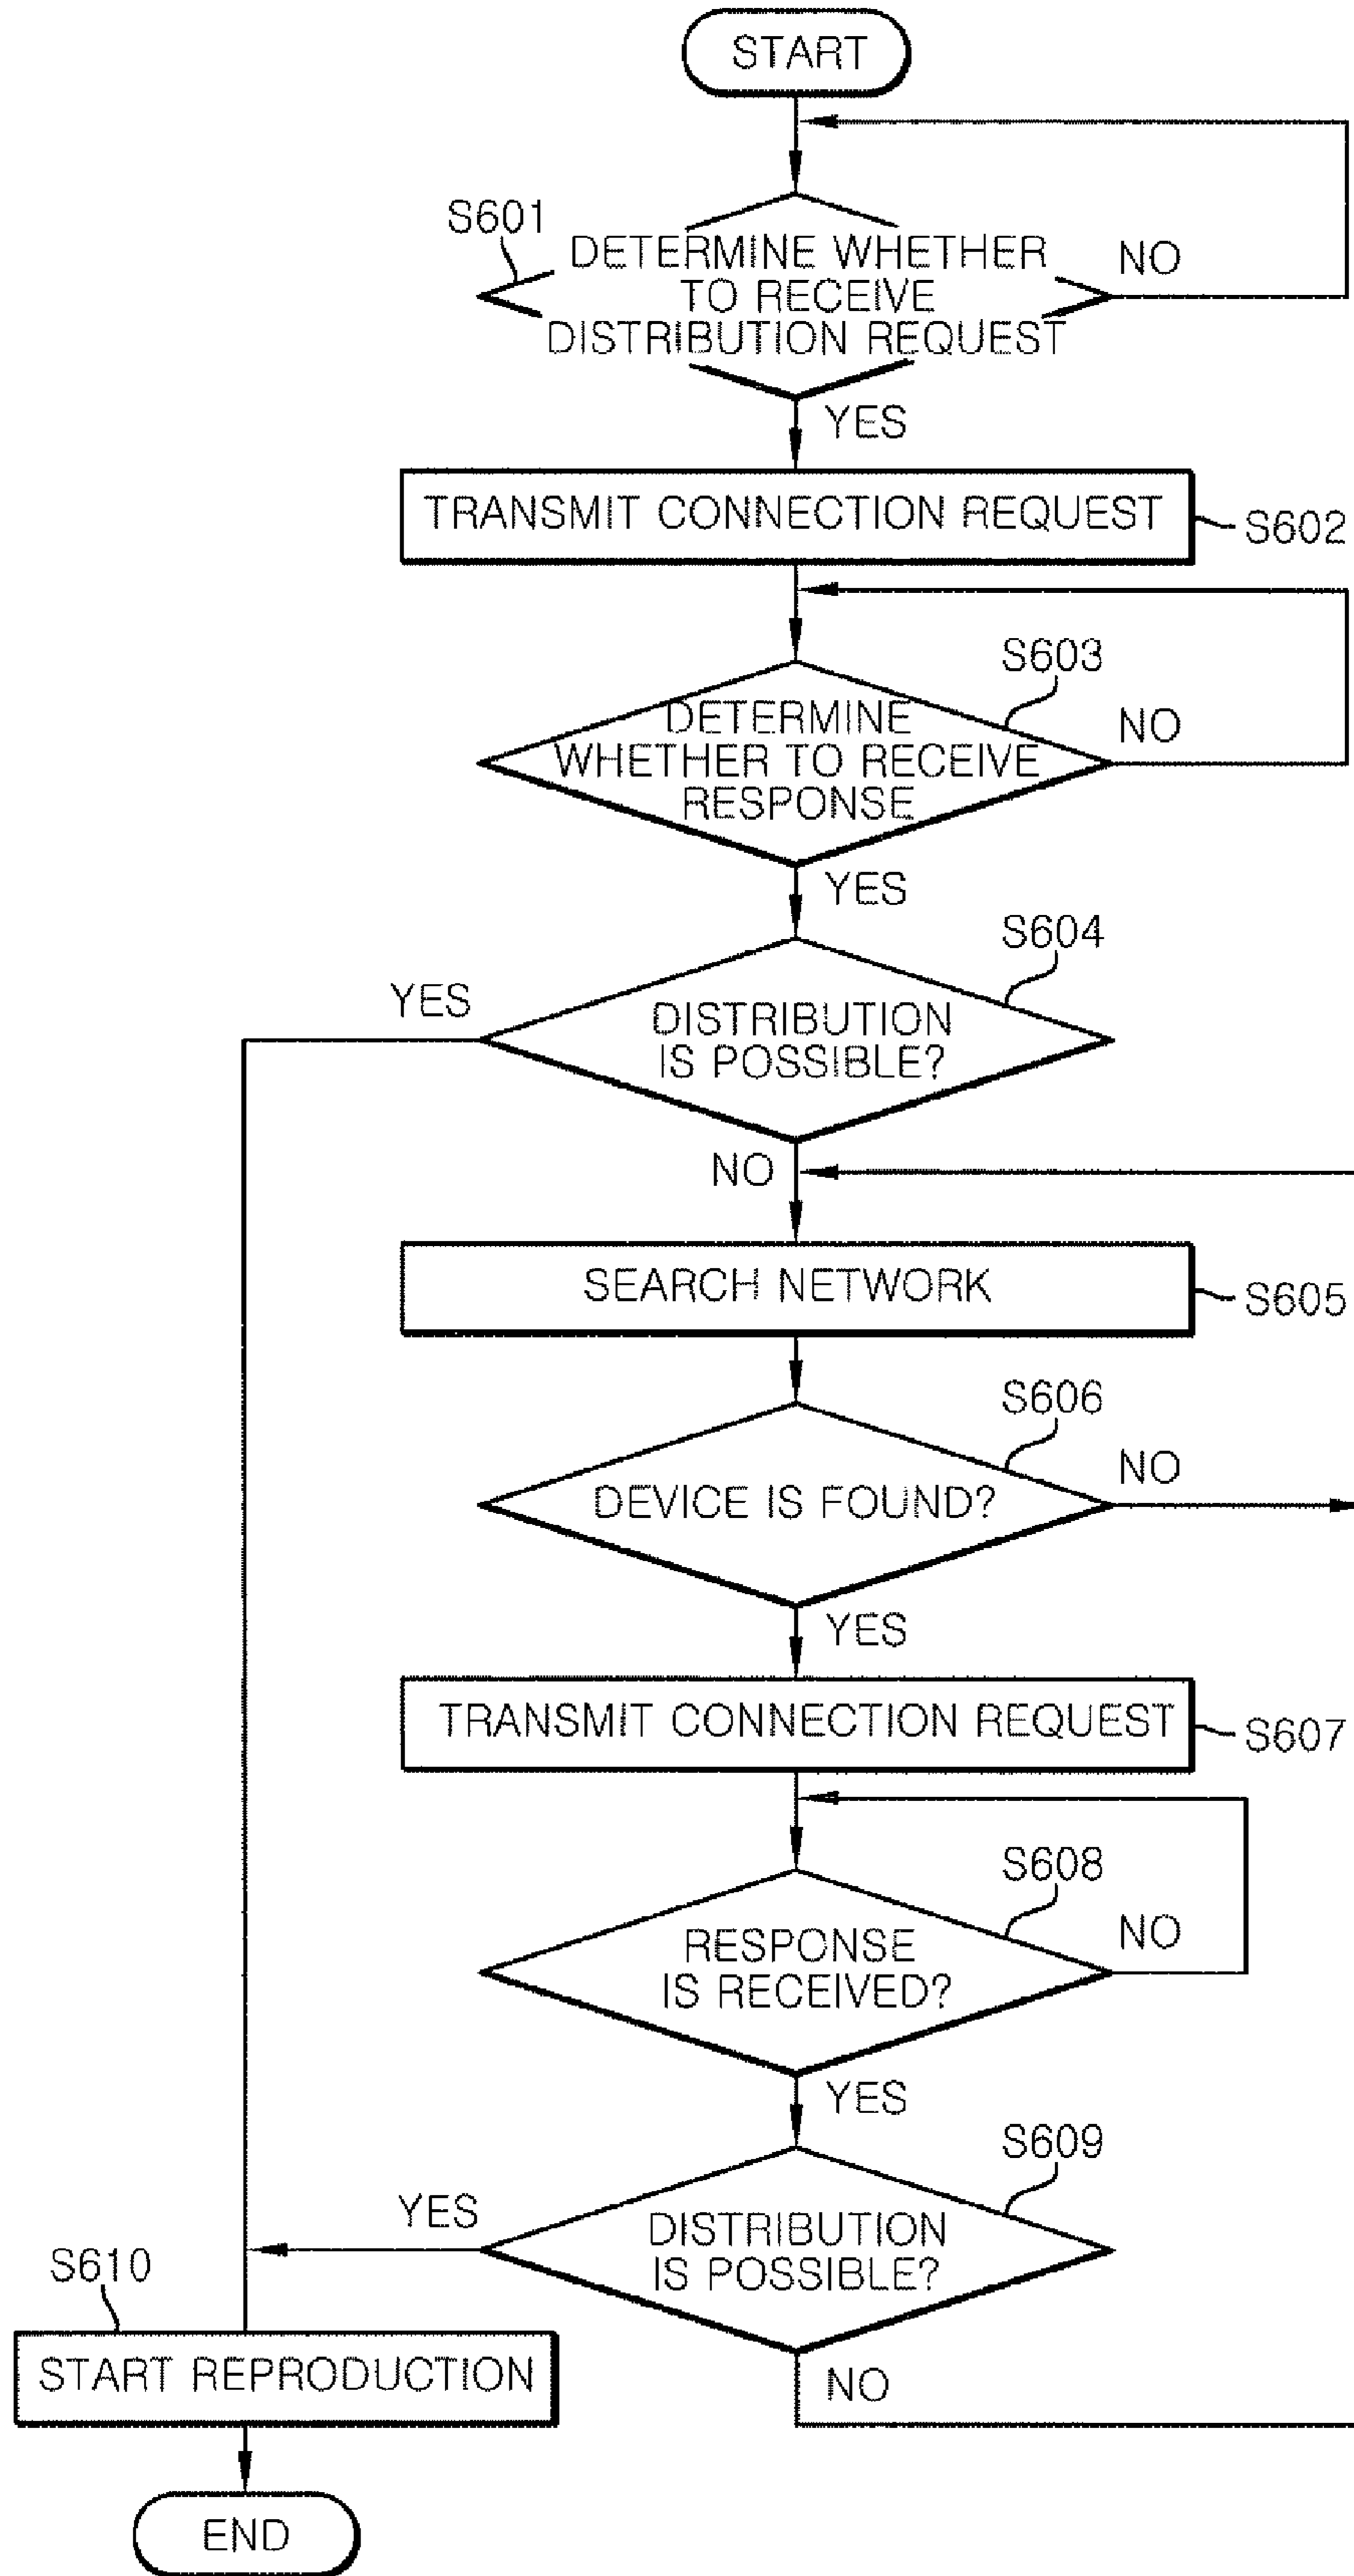 START
S601
DETERMINE WHETHER
TO RECEIVE
DISTRIBUTION REQUEST
NO
YES
TRANSMIT CONNECTION REQUEST
S602
S603
DETERMINE
WHETHER TO RECEIVE
RESPONSE
NO
YES
S604
YES
DISTRIBUTION
IS POSSIBLE?
NO
SEARCH NETWORK
S605
S606
DEVICE IS FOUND?
NO
YES
TRANSMIT CONNECTION REQUEST
S607
S608
RESPONSE
IS RECEIVED?
NO
YES
S609
YES
DISTRIBUTION
IS POSSIBLE?
S610
START REPRODUCTION
NO
END